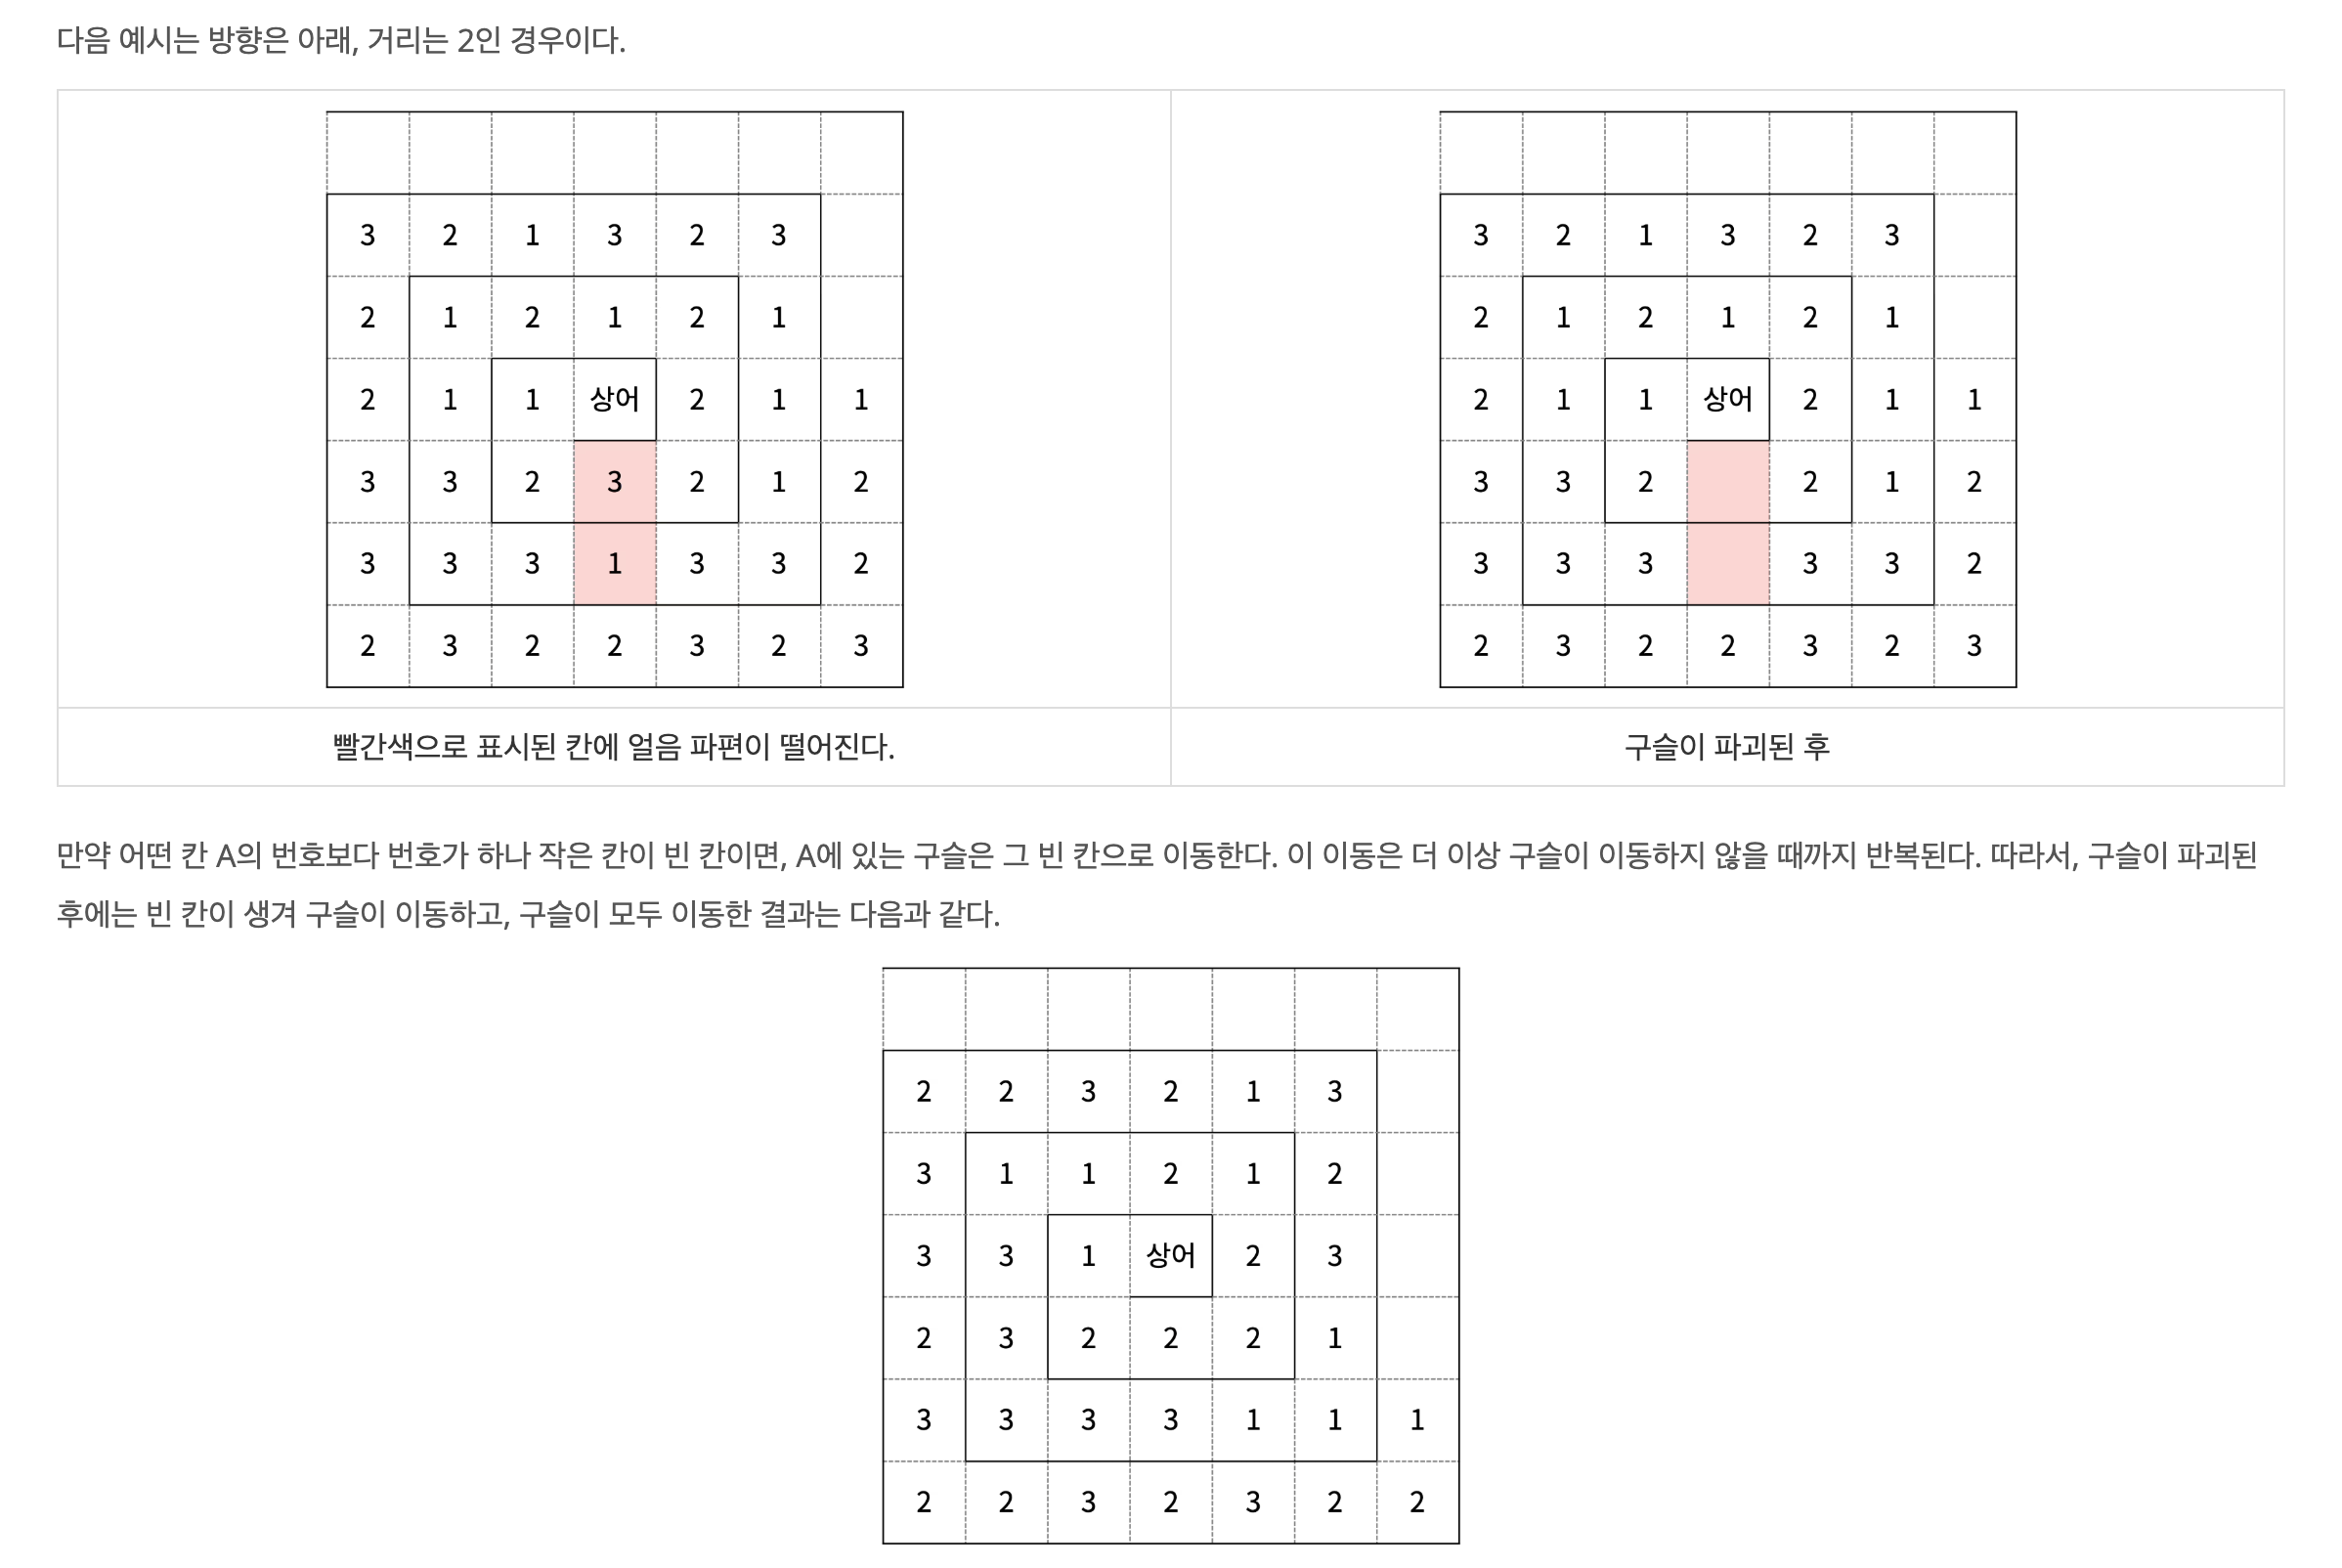 다음 예시는 방향은 아래, 거리는 2인 경우이다.
3 2 1 3 2 3
2 1 2 1 2 1
2 1 1 상어 2 1 1
3 3 2 3 2 1 2
3 3 3 1 3 3 2
2 3 2 2 3 2 3
빨간색으로 표시된 칸에 얼음 파편이 떨어진다.
3 2 1 3 2 3
2 1 2 1 2 1
2 1 1 상어 2 1 1
3 3 2 2 1 2
3 3 3 3 3 2
2 3 2 2 3 2 3
구슬이 파괴된 후
만약 어떤 칸 A의 번호보다 번호가 하나 작은 칸이 빈 칸이면, A에 있는 구슬은 그 빈 칸으로 이동한다. 이 이동은 더 이상 구슬이 이동하지 않을 때까지 반복된다. 따라서, 구슬이 파괴된
후에는 빈 칸이 생겨 구슬이 이동하고, 구슬이 모두 이동한 결과는 다음과 같다.
2 2 3 2 1 3
3 1 1 2 1 2
3 3 1 상어 2 3
2 3 2 2 2 1
3 3 3 3 1 1 1
2 2 3 2 3 2 2